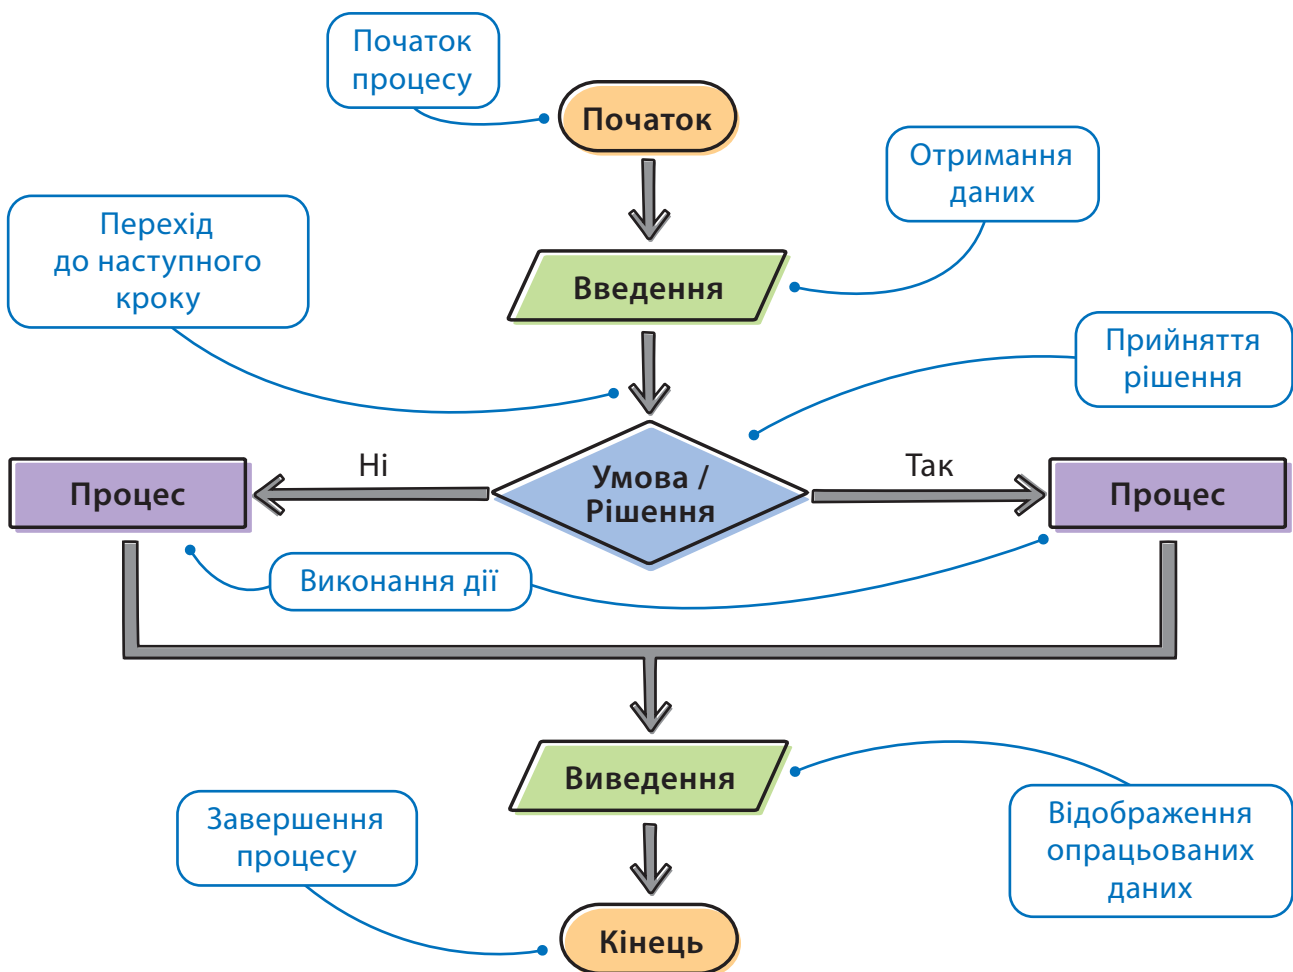 Початок
процесу
Початок
Отримання
даних
Перехід
до наступного
кроку
Введення
Прийняття
рішення
Ні
Умова /
Рішення
Так
Процес
Процес
Виконання дії
Виведення
Завершення
процесу
Відображення
опрацьованих
даних
Кінець